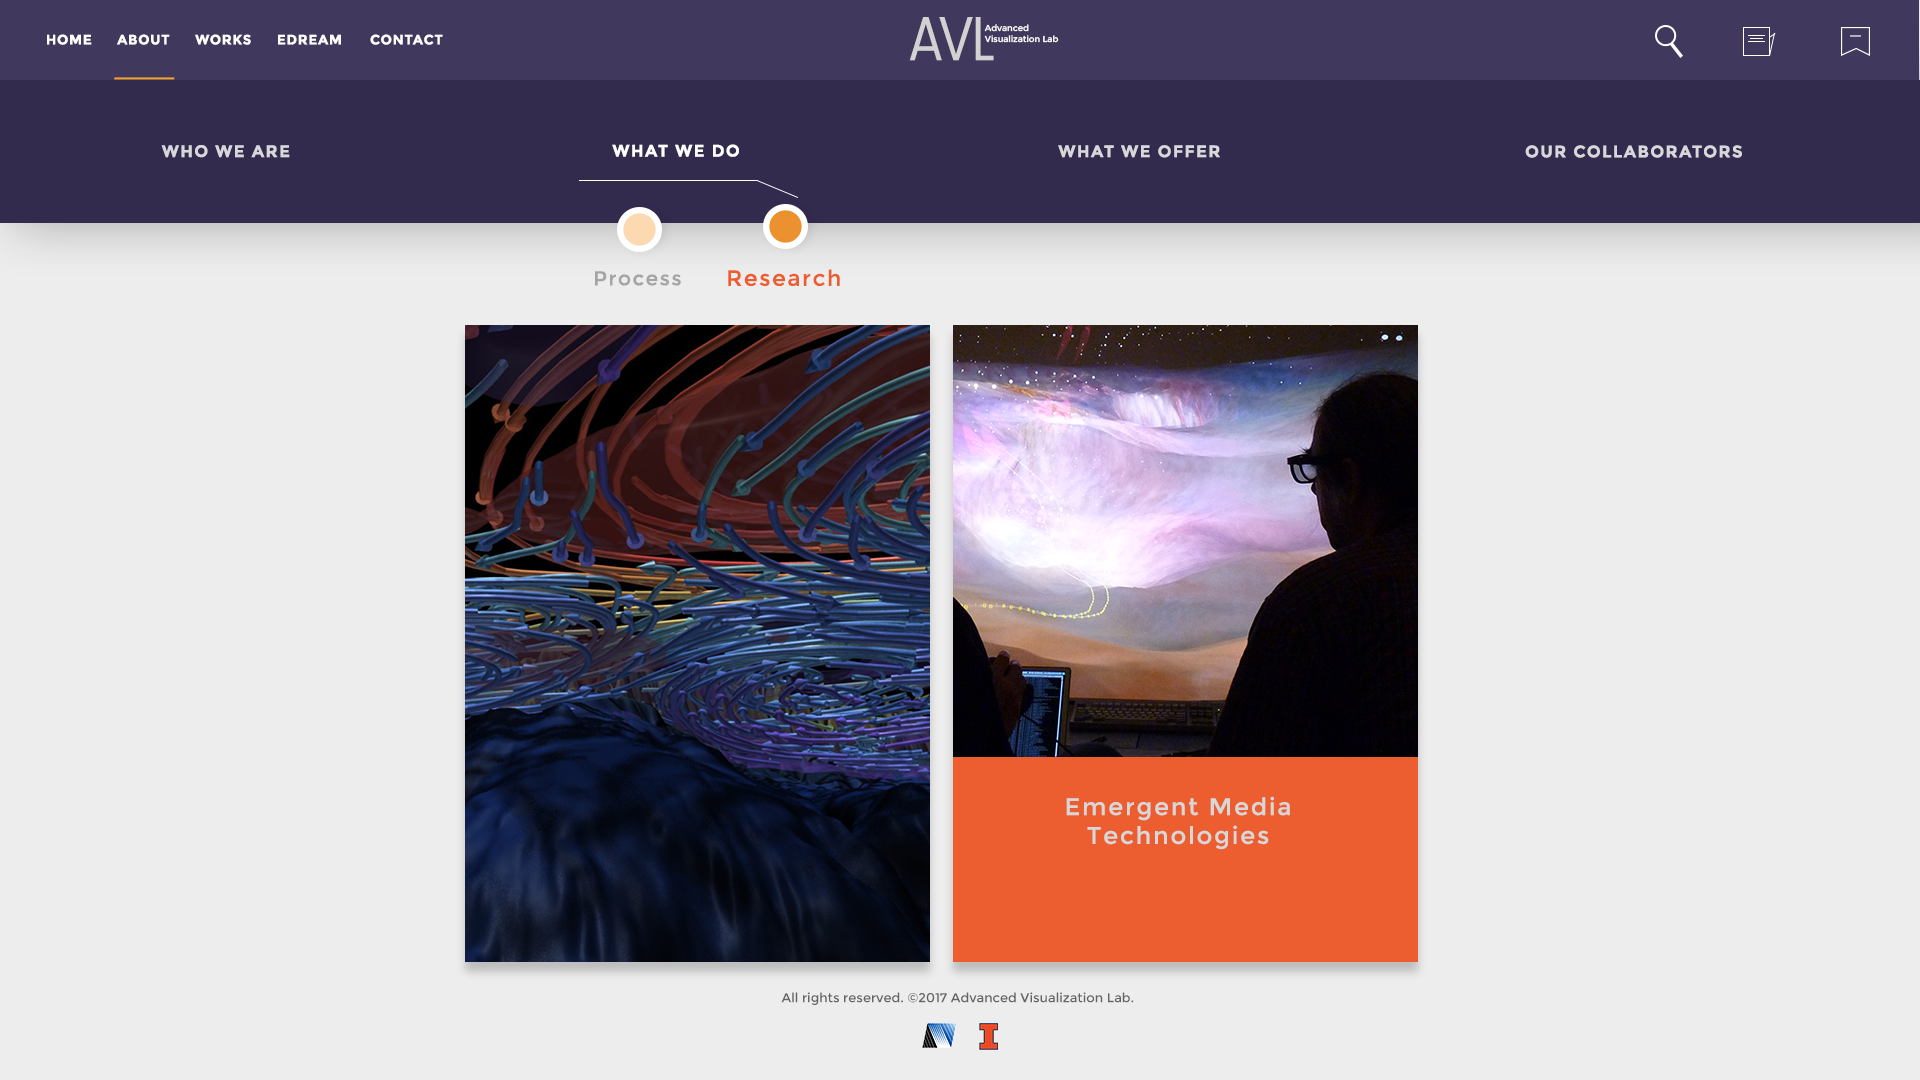 HOME ABOUT WORKS EDREAM CONTACT
AVL Advanced
Visualization Lab
WHO WE ARE WHAT WE DO WHAT WE OFFER OUR COLLABORATORS
Process Research
Emergent Media
Technologies
All rights reserved. ©2017 Advanced Visualization Lab.
I